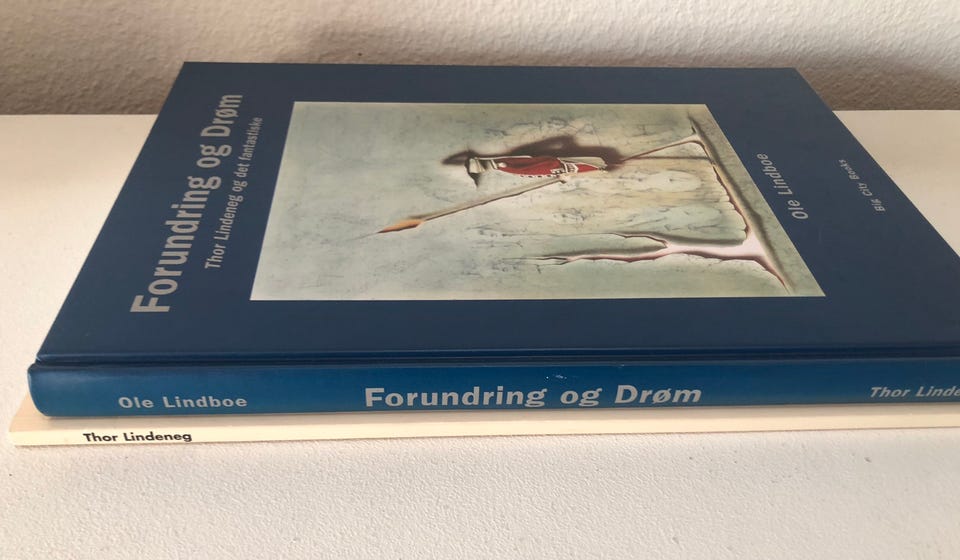 Forundring og Drøm
Thor Lindeneg og det fantastiske
Ole Lindboe
Big City Books
Ole Lindboe
Forundring og Drøm
Thor Linde
Thor Lindeneg